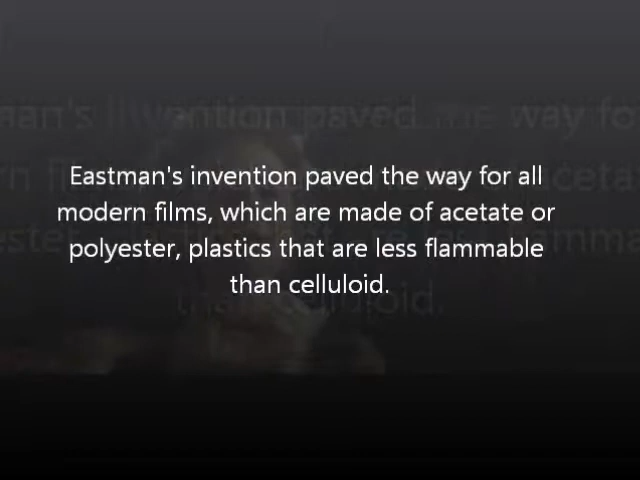 Eastman's invention paved the way for all
modern films, which are made of acetate or
polyester, plastics that are less flammable
than celluloid.